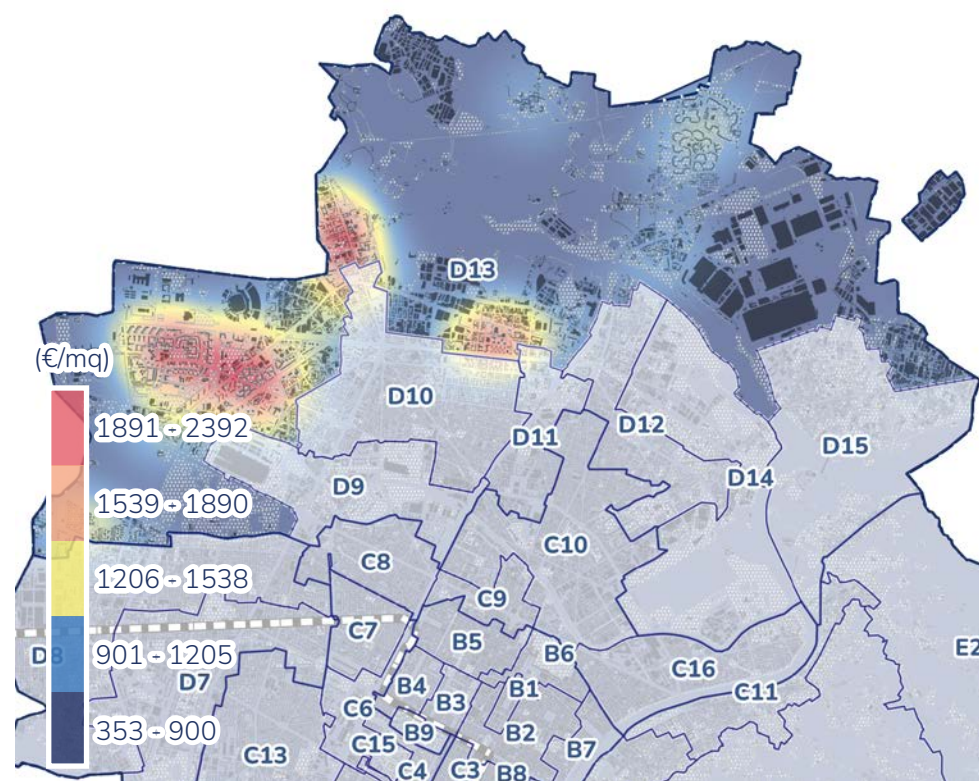 D13
(€/mq)
D10
1891 - 2392
D11
D12
D15
D14
D9
1539 - 1890
C10
C8
1206 - 1538
C9
C7
B5
B6
D8
901 - 1205
E2
C16
D7
B4
B1
C11
B3
C6
353 - 900
B9
B2
C15
B7
C13
C4
C3
B8